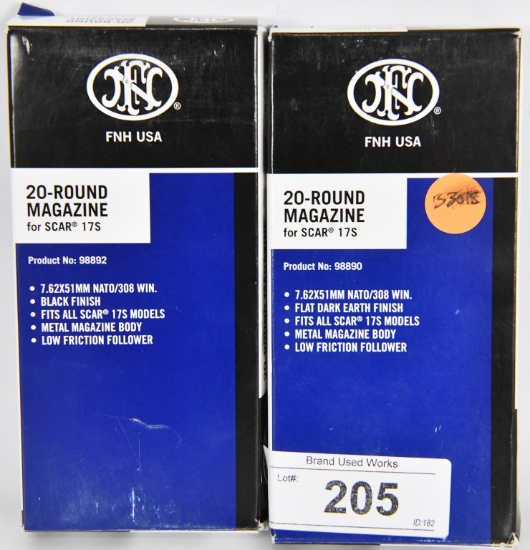 FN
®
FNH USA
20-ROUND
MAGAZINE
for SCAR® 17S
Product No: 98892
• 7.62X51MM NATO/308 WIN.
• BLACK FINISH
• FITS ALL SCAR® 17S MODELS
• METAL MAGAZINE BODY
• LOW FRICTION FOLLOWER
FN
®
FNH USA
20-ROUND
MAGAZINE
for SCAR® 17S
Product No: 98890
• 7.62X51MM NATO/308 WIN.
• FLAT DARK EARTH FINISH
• FITS ALL SCAR® 17S MODELS
• METAL MAGAZINE BODY
• LOW FRICTION FOLLOWER
Brand Used Works
Lot#:
205
ID:182